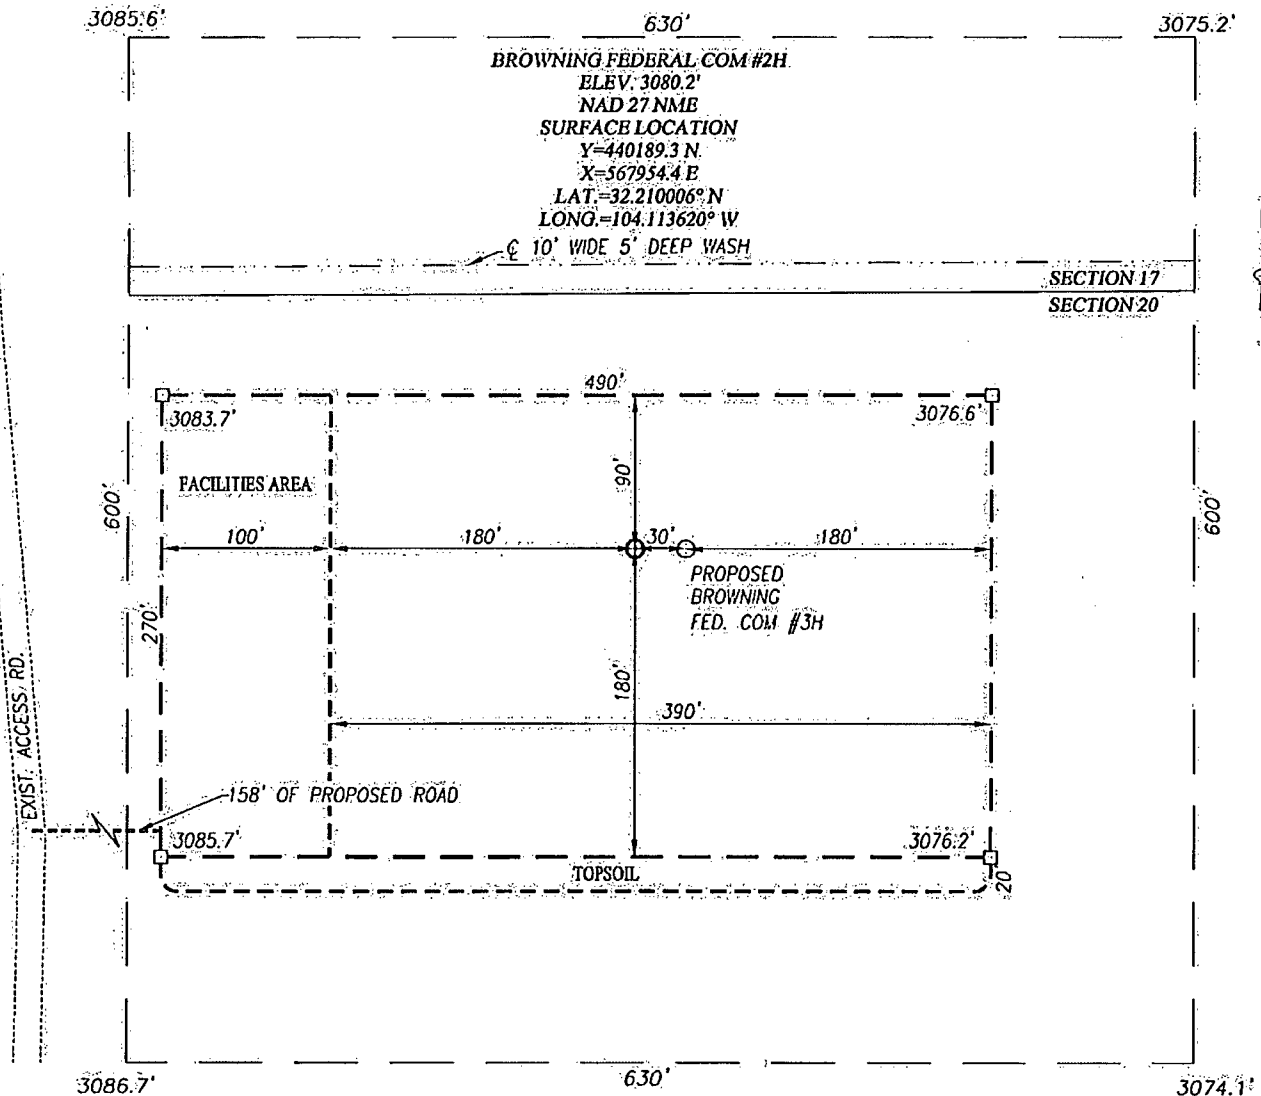 3085.6'
630'
3075.2'
BROWNING FEDERAL COM #2H
ELEV. 3080.2'
NAD 27 NME
SURFACE LOCATION
Y=440189.3 N
X=567954.4 E
LAT.=32.210006° N
LONG.=104.113620° W
℄ 10' WIDE 5' DEEP WASH
SECTION 17
SECTION 20
490'
3083.7'
3076.6'
FACILITIES AREA
90'
600'
600'
100'
180'
30'
180'
PROPOSED
BROWNING
FED. COM #3H
270'
180'
390'
EXIST. ACCESS RD.
158' OF PROPOSED ROAD
3085.7'
3076.2'
TOPSOIL
20'
3086.7'
630'
3074.1'